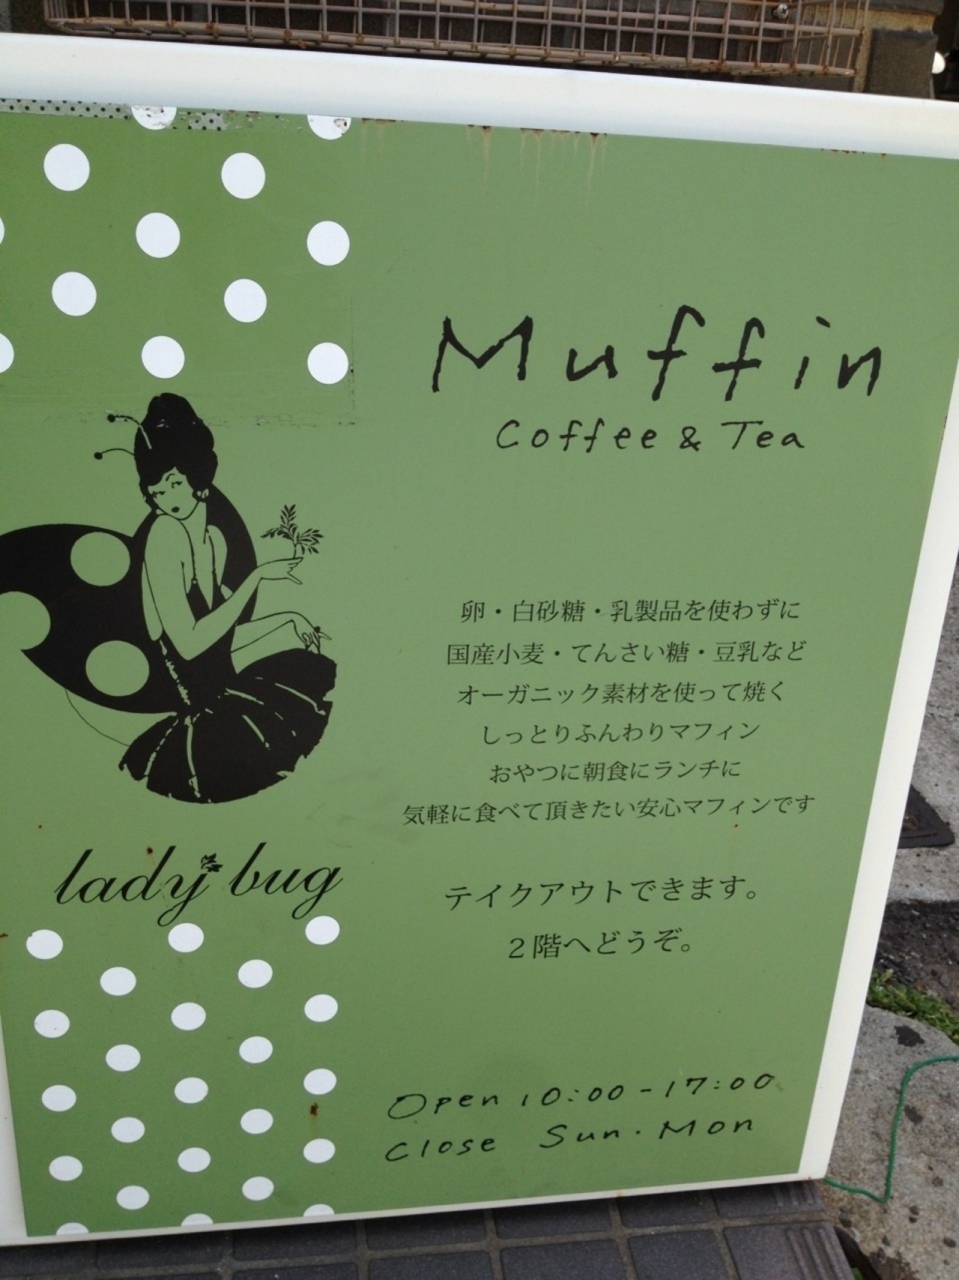 Muffin
Coffee & Tea
卵・白砂糖・乳製品を使わずに
国産小麦・てんさい糖・豆乳など
オーガニック素材を使って焼く
しっとりふんわりマフィン
おやつに朝食にランチに
気軽に食べて頂きたい安心マフィンです
lady bug
テイクアウトできます。
2階へどうぞ。
Open 10:00-17:00
Close Sun・Mon